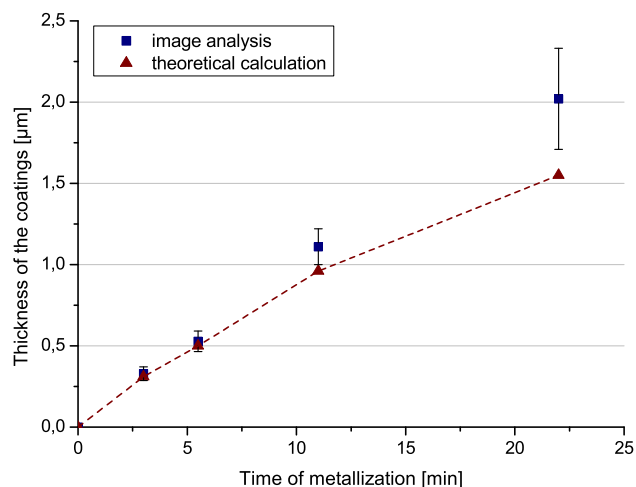 2,5
image analysis
theoretical calculation
2,0
1,5
1,0
0,5
0,0
0 5 10 15 20 25
Thickness of the coatings [µm]
Time of metallization [min]